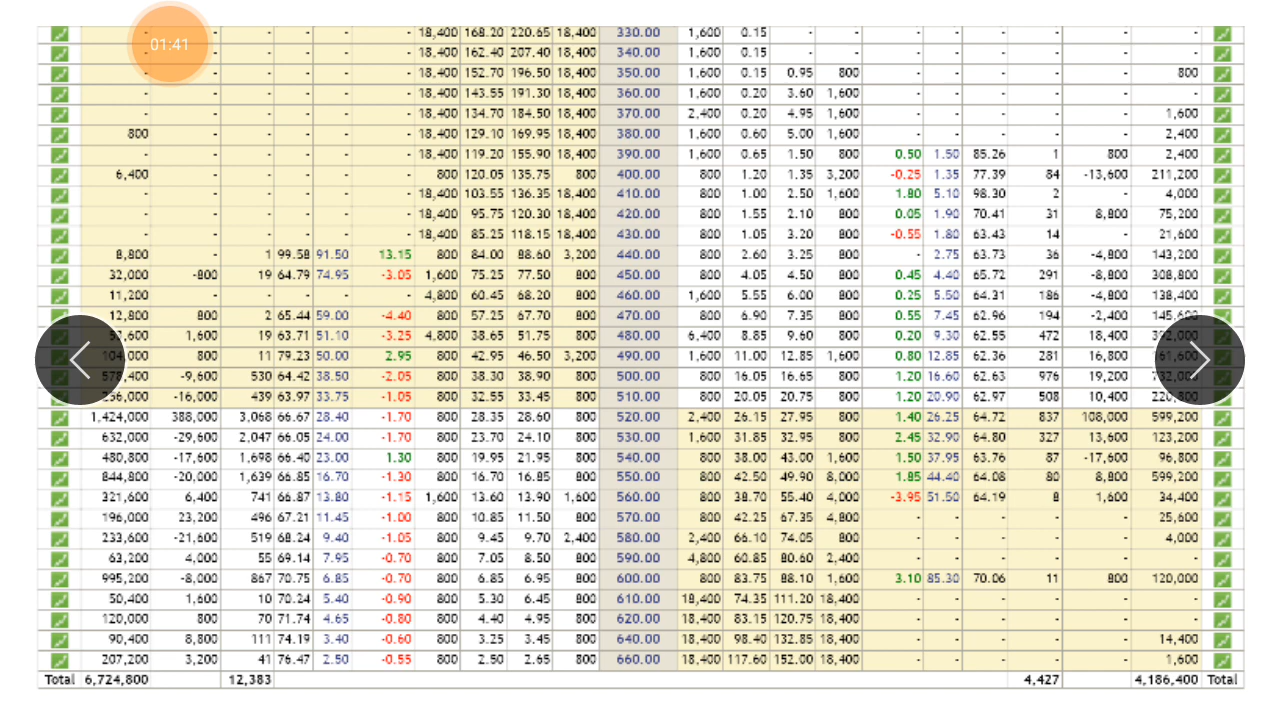 01:41
- - - - - - 18,400 168.20 220.65 18,400 330.00 1,600 0.15 - - - - - - - -
- - - - - - 18,400 162.40 207.40 18,400 340.00 1,600 0.15 - - - - - - -
- - - - - - 18,400 152.70 196.50 18,400 350.00 1,600 0.15 0.95 800 - - - - - 800
- - - - - - 18,400 143.55 191.30 18,400 360.00 1,600 0.20 3.60 1,600 - - - - - -
- - - - - - 18,400 134.70 184.50 18,400 370.00 2,400 0.20 4.95 1,600 - - - - - 1,600
800 - - - - - 18,400 129.10 169.95 18,400 380.00 1,600 0.60 5.00 1,600 - - - - - 2,400
- - - - - - 18,400 119.20 155.90 18,400 390.00 1,600 0.65 1.50 800 0.50 1.50 85.26 1 800 2,400
6,400 - - - - - 800 120.05 135.75 800 400.00 800 1.20 1.35 3,200 -0.25 1.35 77.39 84 -13,600 211,200
- - - - - - 18,400 103.55 136.35 18,400 410.00 800 1.00 2.50 1,600 1.80 5.10 98.30 2 - 4,000
- - - - - - 18,400 95.75 120.30 18,400 420.00 800 1.55 2.10 800 0.05 1.90 70.41 31 8,800 75,200
- - - - - - 18,400 85.25 118.15 18,400 430.00 800 1.05 3.20 800 -0.55 1.80 63.43 14 - 21,600
8,800 - 1 99.58 91.50 13.15 800 84.00 88.60 3,200 440.00 800 2.60 3.25 800 - 2.75 63.73 36 -4,800 143,200
32,000 -800 19 64.79 74.95 -3.05 1,600 75.25 77.50 800 450.00 800 4.05 4.50 800 0.45 4.40 65.72 291 -8,800 308,800
11,200 - - - - - 4,800 60.45 68.20 800 460.00 1,600 5.55 6.00 800 0.25 5.50 64.31 186 -4,800 138,400
12,800 800 2 65.44 59.00 -4.40 800 57.25 67.70 800 470.00 800 6.90 7.35 800 0.55 7.45 62.96 194 -2,400
1,600 19 63.71 51.10 -3.25 4,800 38.65 51.75 800 480.00 6,400 8.85 9.60 800 0.20 9.30 62.55 472 18,400
800 11 79.23 50.00 2.95 800 42.95 46.50 3,200 490.00 1,600 11.00 12.85 1,600 0.80 12.85 62.36 281 16,800
-9,600 530 64.42 38.50 -2.05 800 38.30 38.90 800 500.00 800 16.05 16.65 800 1.20 16.60 62.63 976 19,200
-16,000 439 63.97 33.75 -1.05 800 32.55 33.45 800 510.00 800 20.05 20.75 800 1.20 20.90 62.97 508 10,400
1,424,000 388,000 3,068 66.67 28.40 -1.70 800 28.35 28.60 800 520.00 2,400 26.15 27.95 800 1.40 26.25 64.72 837 108,000 599,200
632,000 -29,600 2,047 66.05 24.00 -1.70 800 23.70 24.10 800 530.00 1,600 31.85 32.95 800 2.45 32.90 64.80 327 13,600 123,200
480,800 -17,600 1,698 66.40 23.00 1.30 800 19.95 21.95 800 540.00 800 38.00 43.00 1,600 1.50 37.95 63.76 87 -17,600 96,800
844,800 -20,000 1,639 66.85 16.70 -1.30 800 16.70 16.85 800 550.00 800 42.50 49.90 8,000 1.85 44.40 64.08 80 8,800 599,200
321,600 6,400 741 66.87 13.80 -1.15 1,600 13.60 13.90 1,600 560.00 800 38.70 55.40 4,000 -3.95 51.50 64.19 8 1,600 34,400
196,000 23,200 496 67.21 11.45 -1.00 800 10.85 11.50 800 570.00 800 42.25 67.35 4,800 - - - - - 25,600
233,600 -21,600 519 68.24 9.40 -1.05 800 9.45 9.70 2,400 580.00 2,400 66.10 74.05 800 - - - - - 4,000
63,200 4,000 55 69.14 7.95 -0.70 800 7.05 8.50 800 590.00 4,800 60.85 80.60 2,400 - - - - - -
995,200 -8,000 867 70.75 6.85 -0.70 800 6.85 6.95 800 600.00 800 83.75 88.10 1,600 3.10 85.30 70.06 11 800 120,000
50,400 1,600 10 70.24 5.40 -0.90 800 5.30 6.45 800 610.00 18,400 74.35 111.20 18,400 - - - - - -
120,000 800 70 71.74 4.65 -0.80 800 4.40 4.95 800 620.00 18,400 83.15 120.75 18,400 - - - - - -
90,400 8,800 111 74.19 3.40 -0.60 800 3.25 3.45 800 640.00 18,400 98.40 132.85 18,400 - - - - - 14,400
207,200 3,200 41 76.47 2.50 -0.55 800 2.50 2.65 800 660.00 18,400 117.60 152.00 18,400 - - - - - 1,600
Total 6,724,800 12,383 4,427 4,186,400 Total